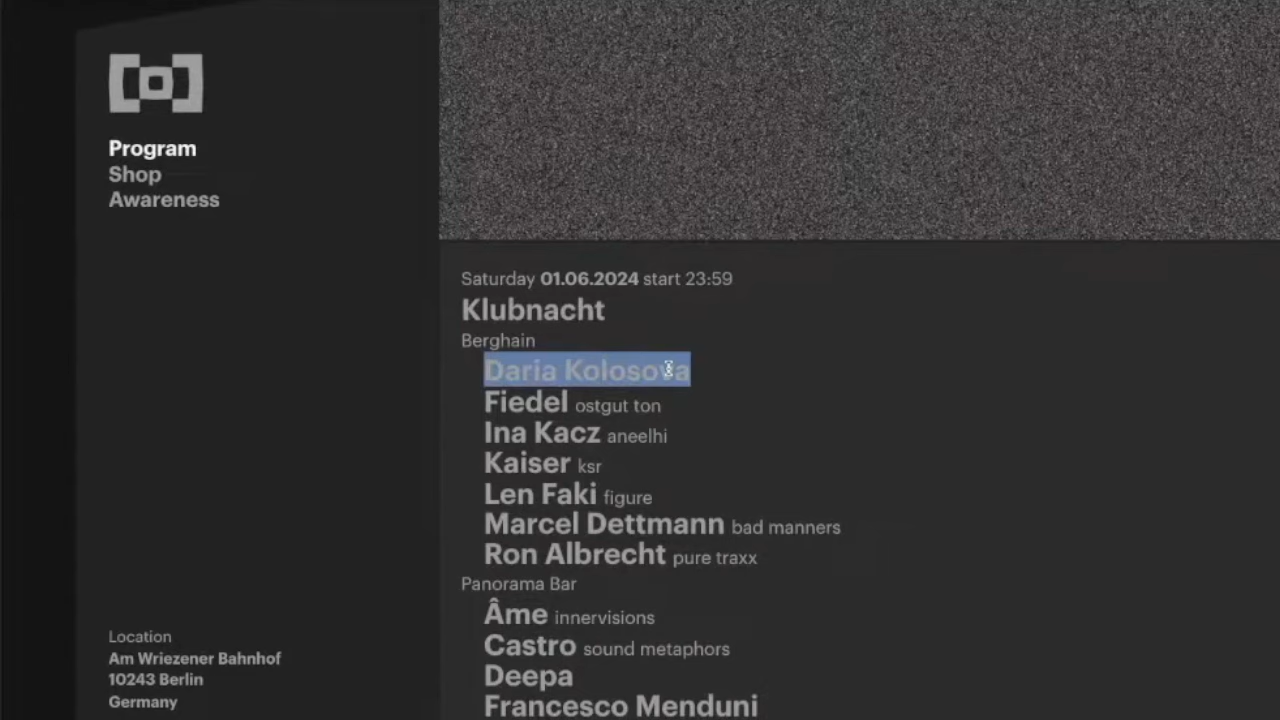 Program
Shop
Awareness
Location
Am Wriezener Bahnhof
10243 Berlin
Germany
Saturday 01.06.2024 start 23:59
Klubnacht
Berghain
Daria Kolosova
Fiedel ostgut ton
Ina Kacz aneelhi
Kaiser ksr
Len Faki figure
Marcel Dettmann bad manners
Ron Albrecht pure traxx
Panorama Bar
Âme innervisions
Castro sound metaphors
Deepa
Francesco Menduni